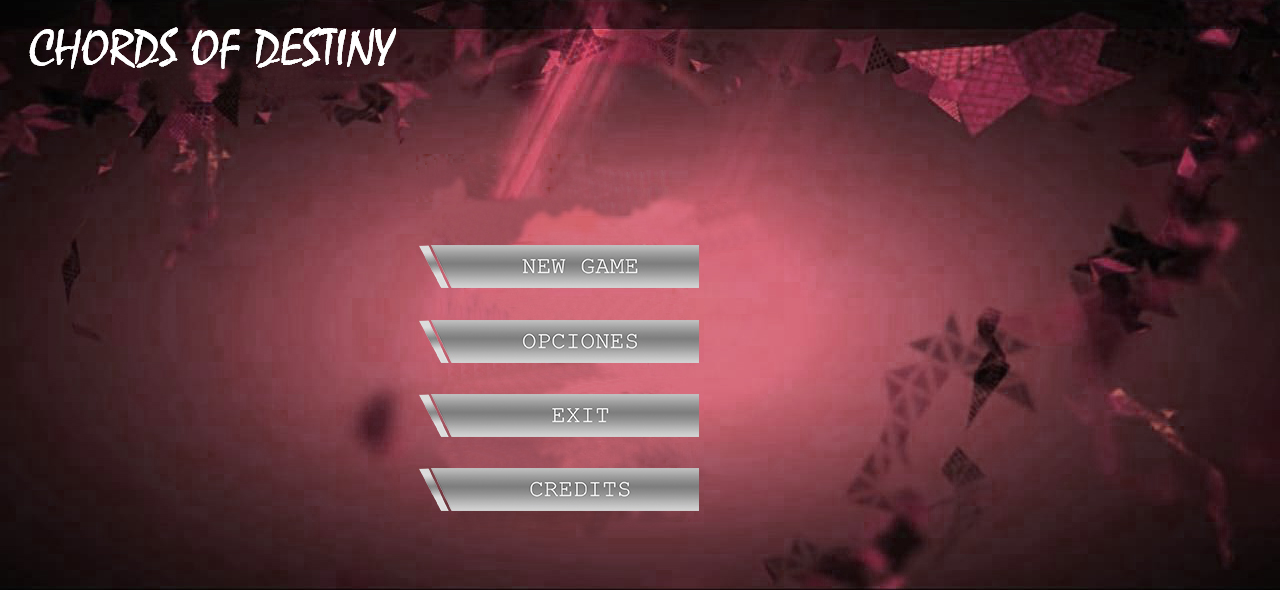 CHORDS OF DESTINY
NEW GAME
OPCIONES
EXIT
CREDITS